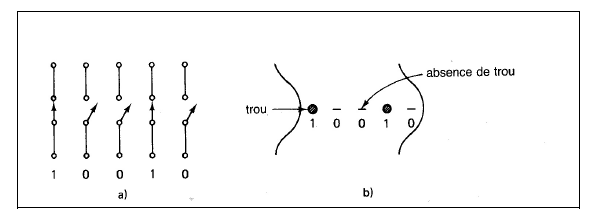 absence de trou
trou
1 0 0 1 0
1 0 0 1 0
a)
b)